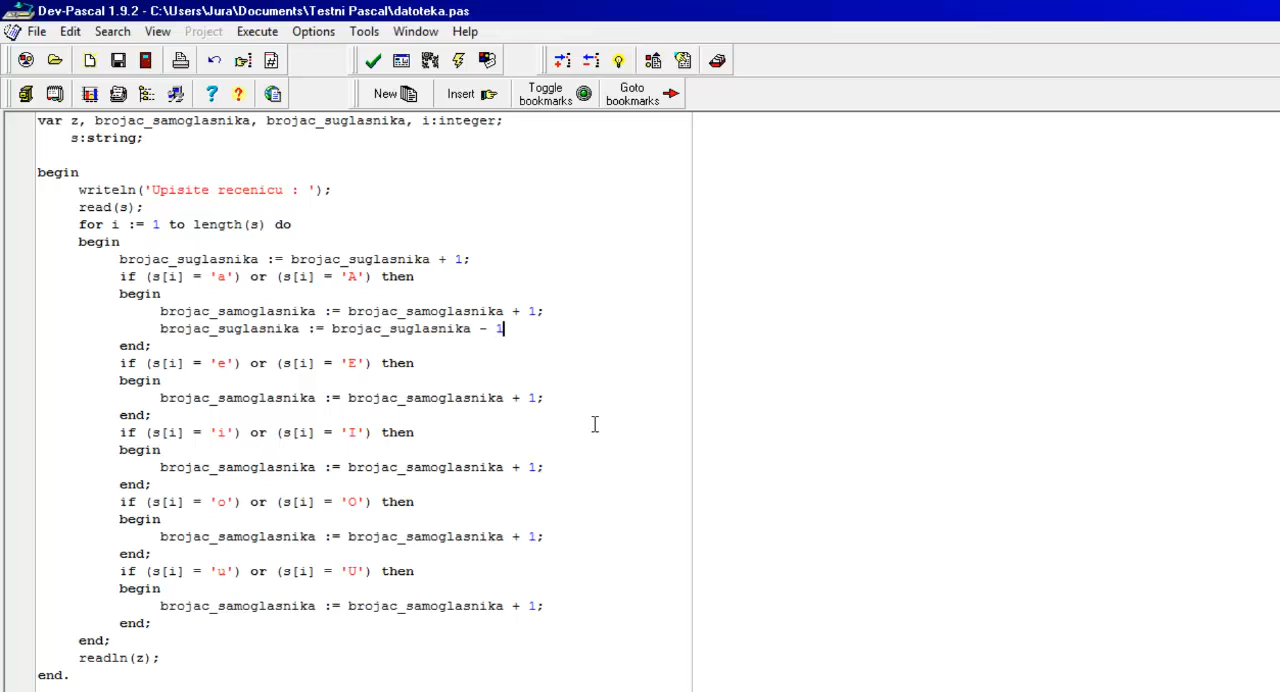 Dev-Pascal 1.9.2 - C:\Users\Jura\Documents\Testni Pascal\datoteka.pas
File Edit Search View Project Execute Options Tools Window Help
New Insert Toggle bookmarks Goto bookmarks
var z, brojac_samoglasnika, brojac_suglasnika, i:integer;
s:string;
begin
writeln('Upisite recenicu : ');
read(s);
for i := 1 to length(s) do
begin
brojac_suglasnika := brojac_suglasnika + 1;
if (s[i] = 'a') or (s[i] = 'A') then
begin
brojac_samoglasnika := brojac_samoglasnika + 1;
brojac_suglasnika := brojac_suglasnika - 1
end;
if (s[i] = 'e') or (s[i] = 'E') then
begin
brojac_samoglasnika := brojac_samoglasnika + 1;
end;
if (s[i] = 'i') or (s[i] = 'I') then
begin
brojac_samoglasnika := brojac_samoglasnika + 1;
end;
if (s[i] = 'o') or (s[i] = 'O') then
begin
brojac_samoglasnika := brojac_samoglasnika + 1;
end;
if (s[i] = 'u') or (s[i] = 'U') then
begin
brojac_samoglasnika := brojac_samoglasnika + 1;
end;
end;
readln(z);
end.